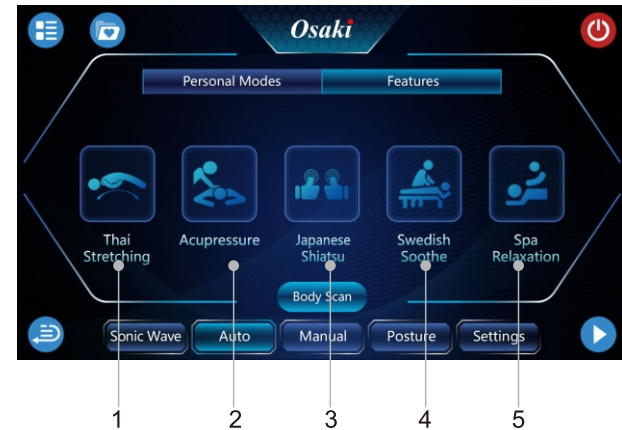 Osaki
Personal Modes Features
Thai
Stretching
Acupressure
Japanese
Shiatsu
Swedish
Soothe
Spa
Relaxation
Body Scan
Sonic Wave Auto Manual Posture Settings
1 2 3 4 5